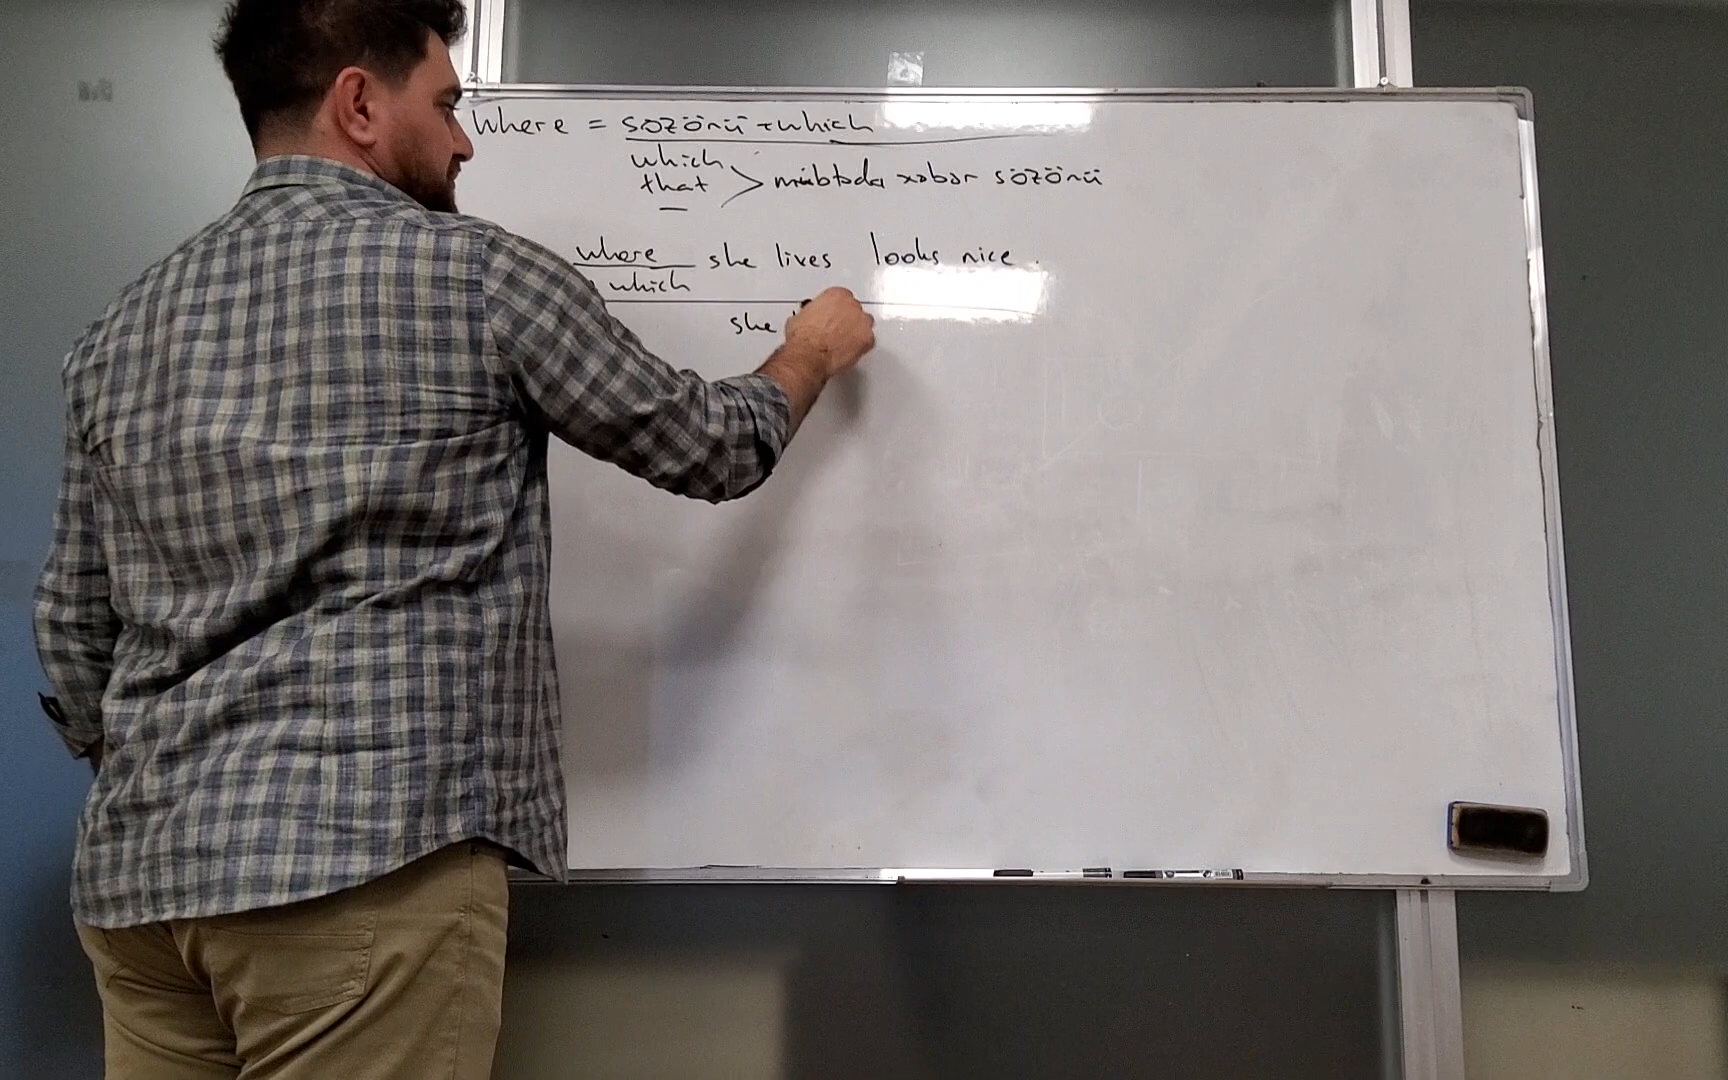 Where = sözönü + which
which
that > mübtəda xəbər sözönü
where she lives looks nice.
which
she